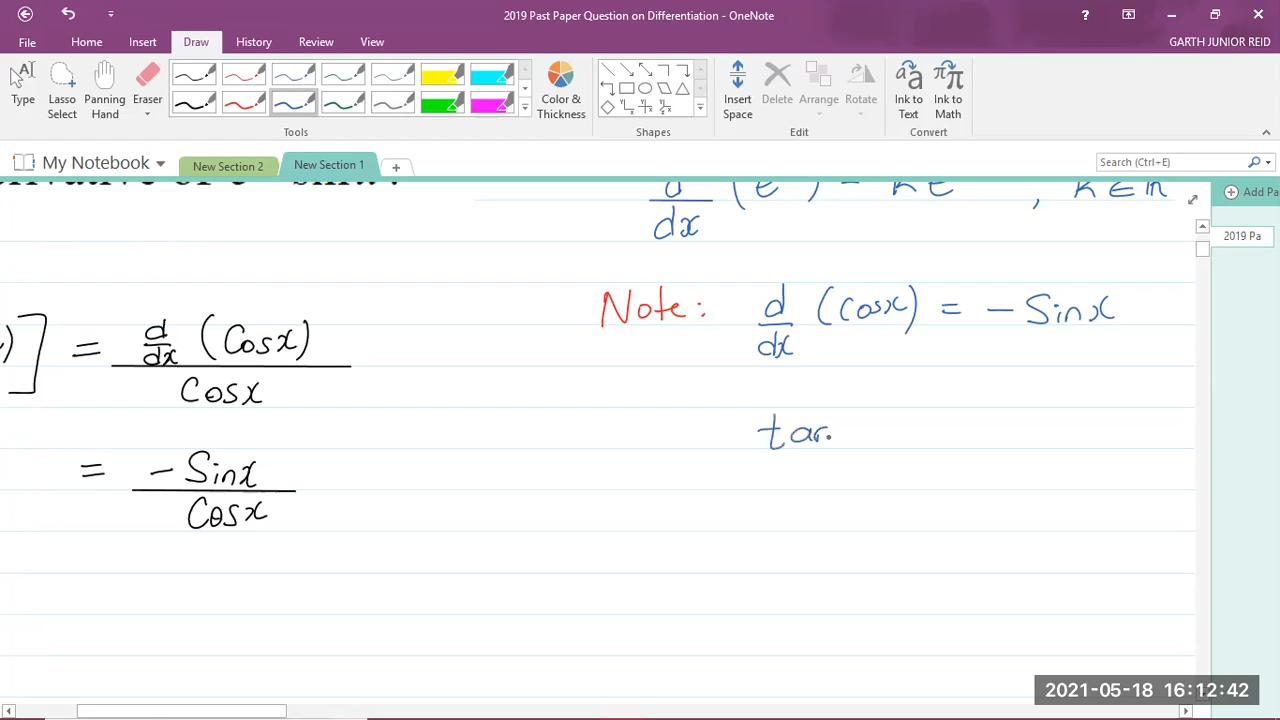 2019 Past Paper Question on Differentiation - OneNote
GARTH JUNIOR REID
File Home Insert Draw History Review View
Type Lasso Select Panning Hand Eraser Color & Thickness Insert Space Delete Arrange Rotate Ink to Text Ink to Math
Tools Shapes Edit Convert
My Notebook New Section 2 New Section 1 Search (Ctrl+E)
Add Pa
2019 Pa
d/dx
Note: d/dx (Cosx) = - Sinx
] = d/dx (Cosx) / Cosx
= - Sinx / Cosx
tar
2021-05-18 16:12:42